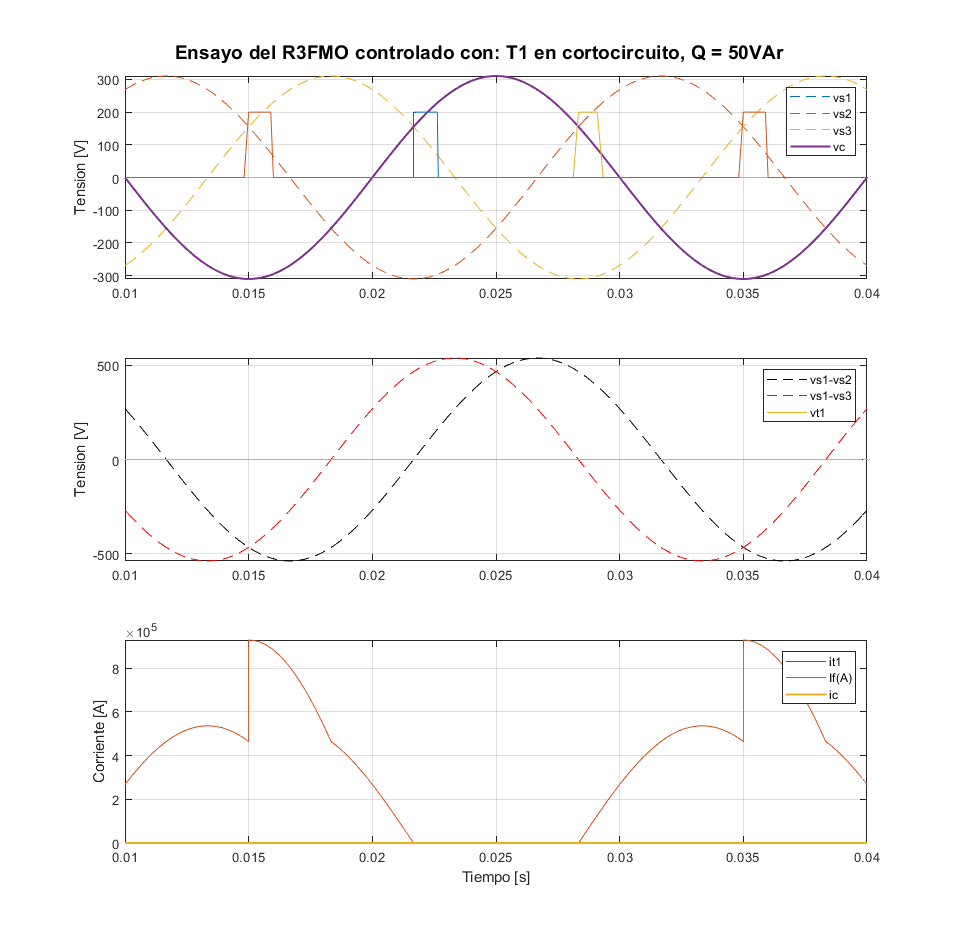 Ensayo del R3FMO controlado con: T1 en cortocircuito, Q = 50VAr
300
200
100
0
-100
-200
-300
Tension [V]
vs1
vs2
vs3
vc
0.01 0.015 0.02 0.025 0.03 0.035 0.04
500
0
-500
Tension [V]
vs1-vs2
vs1-vs3
vt1
0.01 0.015 0.02 0.025 0.03 0.035 0.04
×10^5
8
6
4
2
0
Corriente [A]
it1
If(A)
ic
0.01 0.015 0.02 0.025 0.03 0.035 0.04
Tiempo [s]